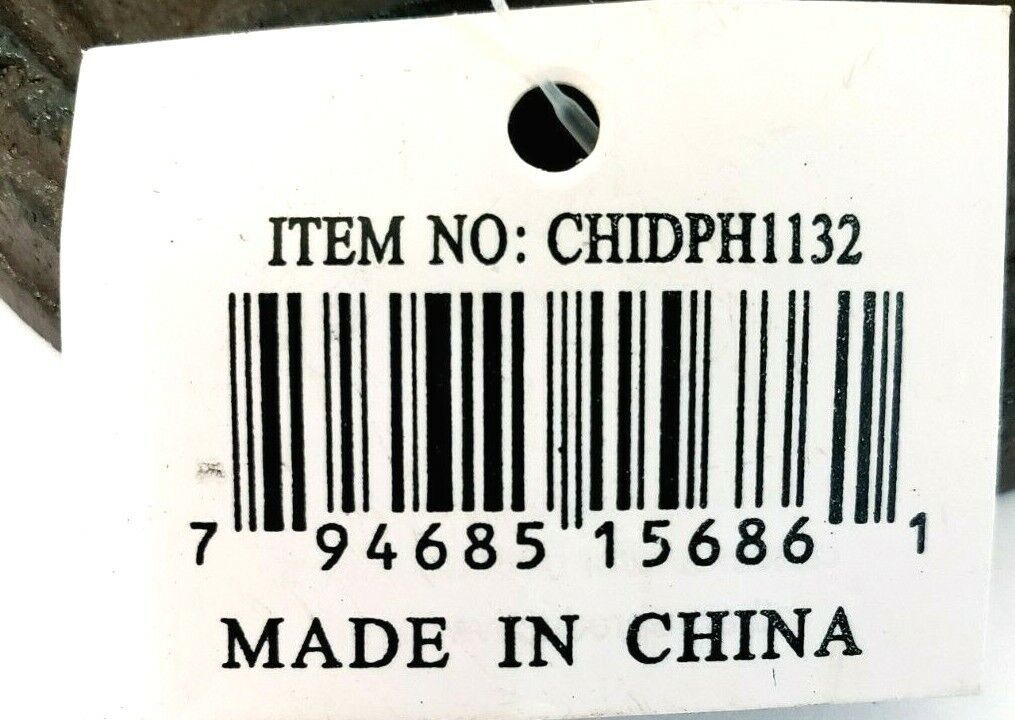 ITEM NO: CHIDPH1132
7 94685 15686 1
MADE IN CHINA